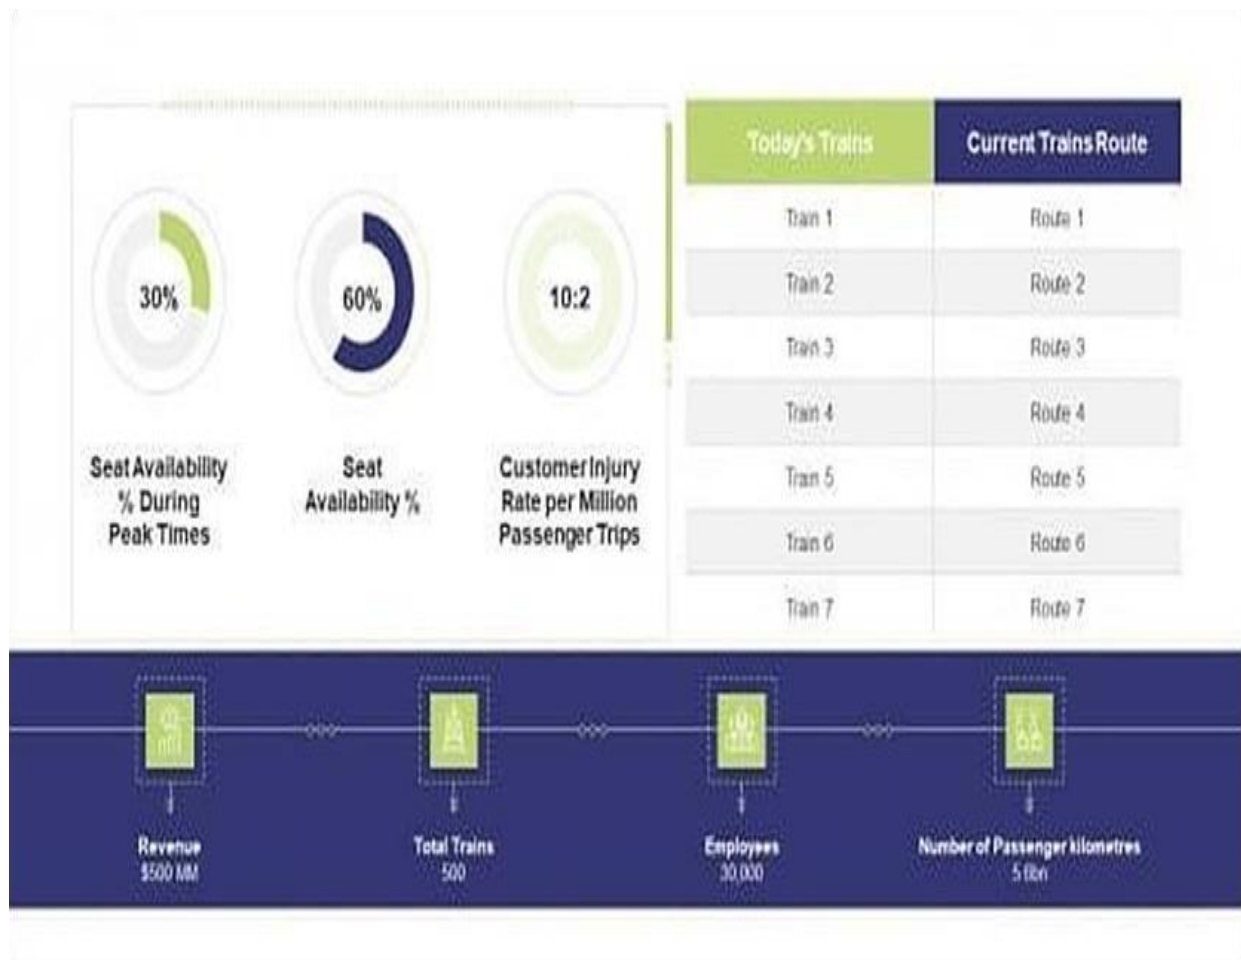 30%
60%
10:2
Seat Availability
% During
Peak Times
Seat
Availability %
Customer Injury
Rate per Million
Passenger Trips
Today's Trains Current Trains Route
Train 1 Route 1
Train 2 Route 2
Train 3 Route 3
Train 4 Route 4
Train 5 Route 5
Train 6 Route 6
Train 7 Route 7
Revenue
$500 MM
Total Trains
500
Employees
30,000
Number of Passenger kilometres